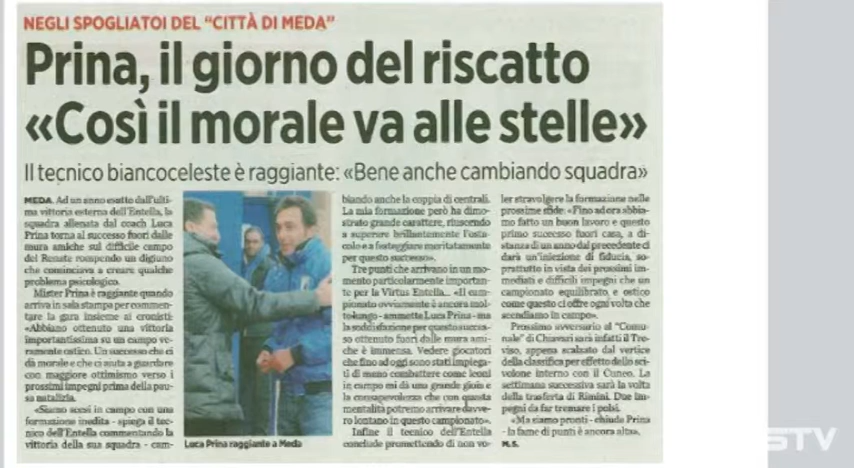 NEGLI SPOGLIATOI DEL "CITTÀ DI MEDA"
Prina, il giorno del riscatto
«Così il morale va alle stelle»
Il tecnico biancoceleste è raggiante: «Bene anche cambiando squadra»
MEDA. Ad un anno esatto dall'ulti-
ma vittoria esterna dell'Entella, la
squadra allenata dal coach Luca
Prina torna al successo fuori dalle
mura amiche sul difficile campo
del Renate rompendo un digiuno
che cominciava a creare qualche
problema psicologico.
Mister Prina è raggiante quando
arriva in sala stampa per commen-
tare la gara insieme ai cronisti:
«Abbiamo ottenuto una vittoria
importantissima su un campo ve-
ramente ostico. Un successo che ci
dà morale e che ci aiuta a guardare
con maggiore ottimismo verso i
prossimi impegni prima della pau-
sa natalizia.
«Siamo scesi in campo con una
formazione inedita - spiega il tec-
nico dell'Entella commentando la
vittoria della sua squadra - cam-
Luca Prina raggiante a Meda
biando anche la coppia di centrali.
La mia formazione però ha dimo-
strato grande carattere, riuscendo
a superare brillantemente l'osta-
colo e a festeggiare meritatamente
per questo successo».
Tre punti che arrivano in un mo-
mento particolarmente importan-
te per la Virtus Entella... «Il cam-
pionato ovviamente è ancora mol-
to lungo - ammette Luca Prina - ma
la soddisfazione per questo succes-
so ottenuto fuori dalle mura ami-
che è immensa. Vedere giocatori
che fino ad oggi sono stati impiega-
ti di meno combattere come leoni
in campo mi dà una grande gioia e
la consapevolezza che con questa
mentalità potremo arrivare davve-
ro lontano in questo campionato».
Infine il tecnico dell'Entella
conclude promettendo di non vo-
ler stravolgere la formazione nelle
prossime sfide: «Fino ad ora abbia-
mo fatto un buon lavoro e questo
primo successo fuori casa, a di-
stanza di un anno dal precedente ci
darà un'iniezione di fiducia, so-
prattutto in vista dei prossimi im-
mediati e difficili impegni che un
campionato equilibrato e ostico
come questo ci offre ogni volta che
scendiamo in campo».
Prossimo avversario al "Comu-
nale" di Chiavari sarà infatti il Tre-
viso, appena scalzato dal vertice
della classifica per effetto dello sci-
volone interno con il Cuneo. La
settimana successiva sarà la volta
della trasferta di Rimini. Due im-
pegni da far tremare i polsi.
«Ma siamo pronti - chiude Prina
- la fame di punti è ancora alta».
M.S.
STV